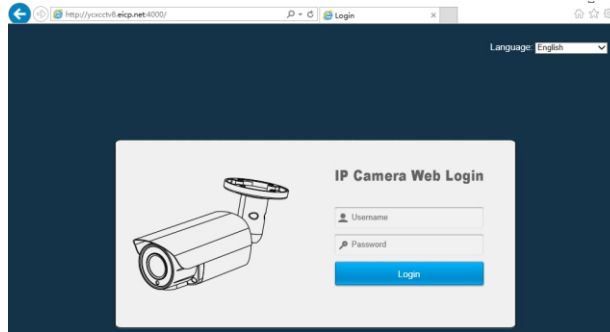 http://ycxcctv8.eicp.net:4000/
Login
Language: English
IP Camera Web Login
Username
Password
Login